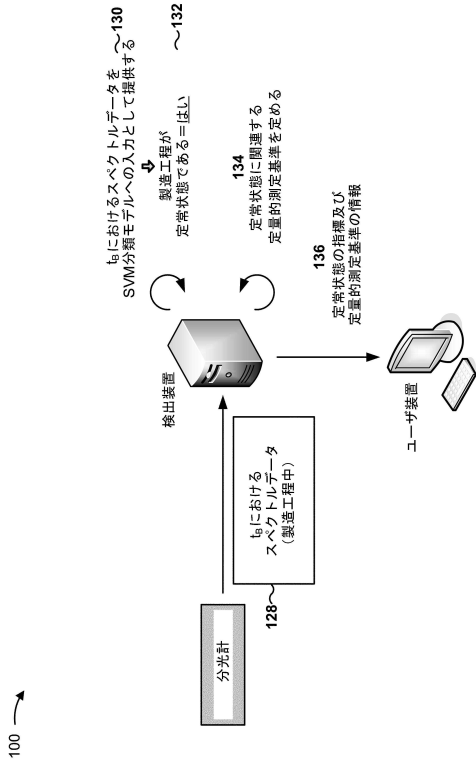 100
分光計
128
tBにおける
スペクトルデータ
(製造工程中)
検出装置
tBにおけるスペクトルデータを
SVM分類モデルへの入力として提供する
130
製造工程が
定常状態である=はい
132
134
定常状態に関連する
定量的測定基準を定める
136
定常状態の指標及び
定量的測定基準の情報
ユーザ装置